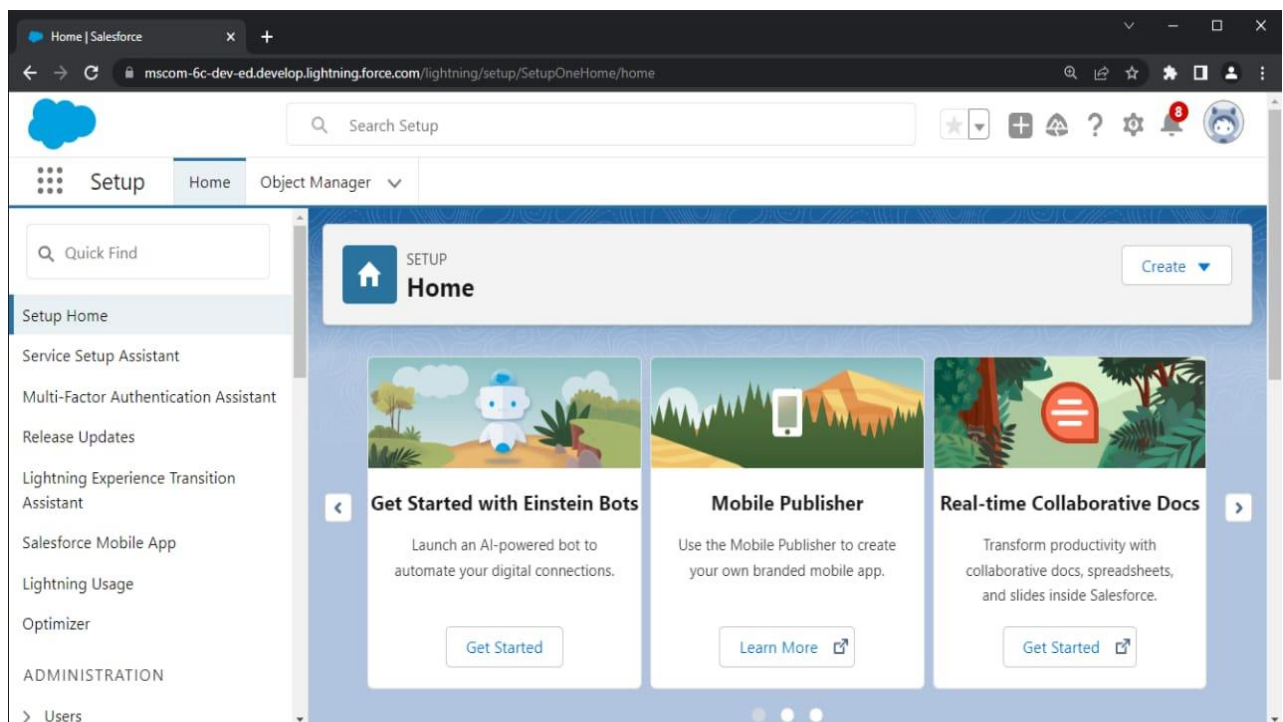 Home | Salesforce
mscom-6c-dev-ed.develop.lightning.force.com/lightning/setup/SetupOneHome/home
Search Setup
8
Setup Home Object Manager
Quick Find
SETUP
Home
Create
Setup Home
Service Setup Assistant
Multi-Factor Authentication Assistant
Release Updates
Lightning Experience Transition
Assistant
Salesforce Mobile App
Lightning Usage
Optimizer
ADMINISTRATION
Users
Get Started with Einstein Bots
Launch an AI-powered bot to
automate your digital connections.
Get Started
Mobile Publisher
Use the Mobile Publisher to create
your own branded mobile app.
Learn More
Real-time Collaborative Docs
Transform productivity with
collaborative docs, spreadsheets,
and slides inside Salesforce.
Get Started